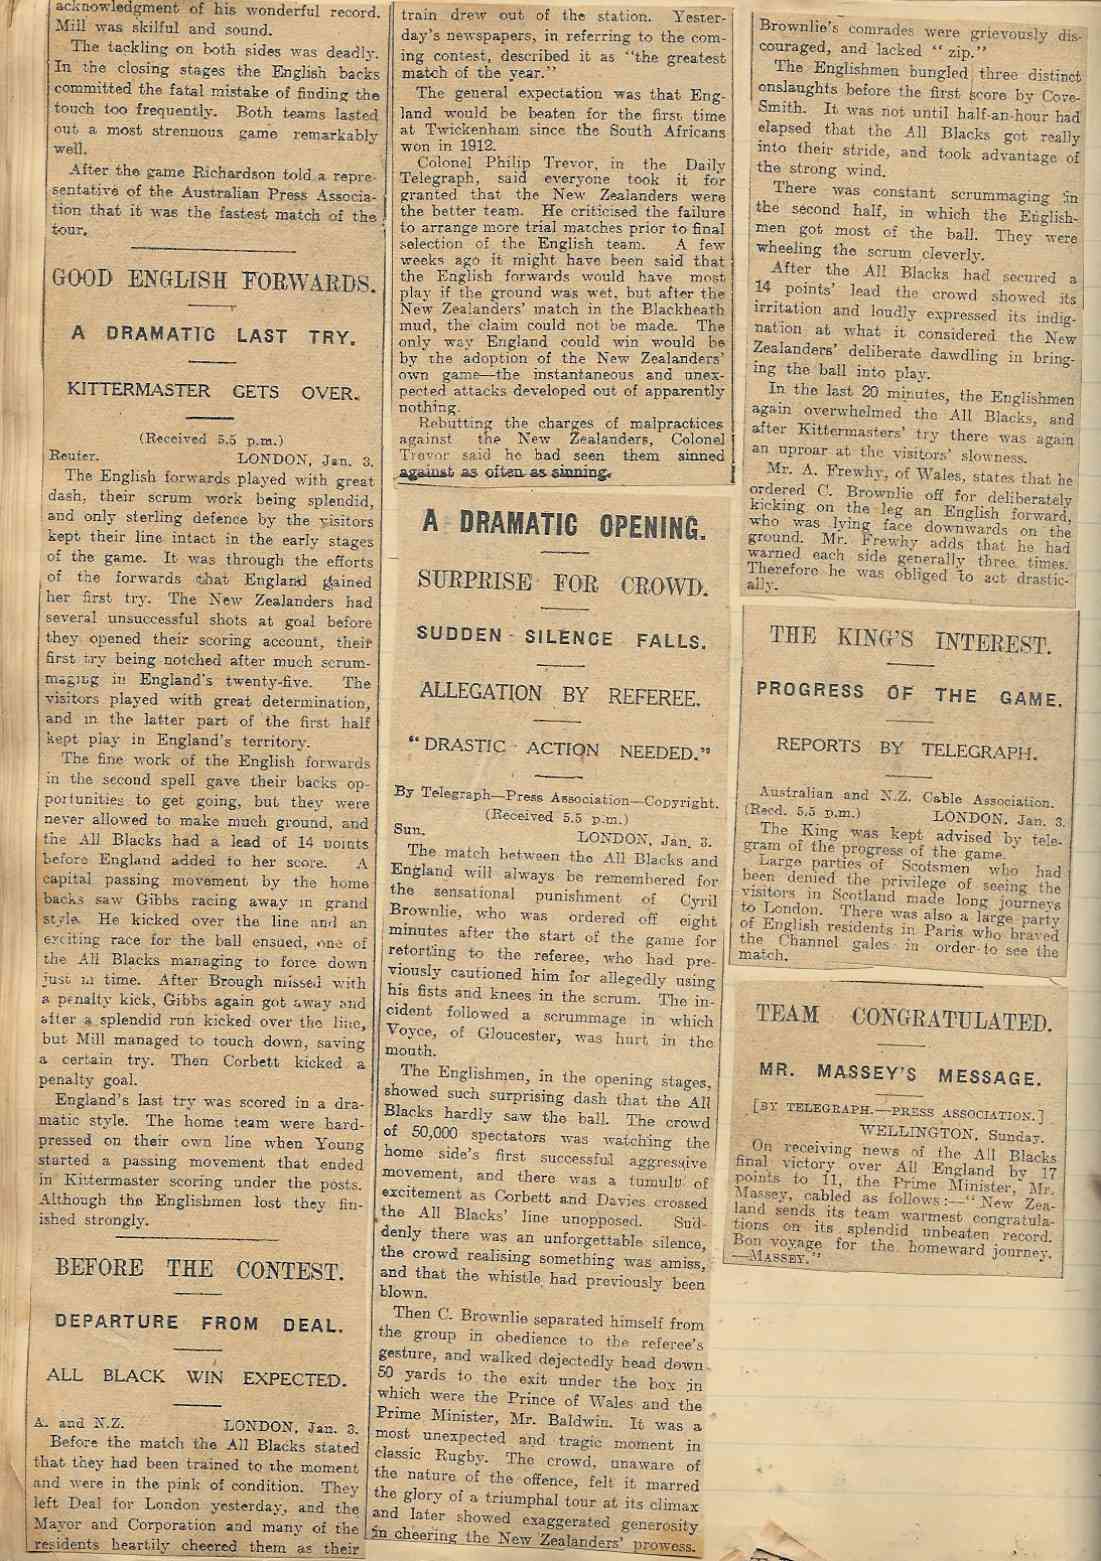 acknowledgment of his wonderful record.
Mill was skilful and sound.
The tackling on both sides was deadly.
In the closing stages the English backs
committed the fatal mistake of finding the
touch too frequently. Both teams lasted
out a most strenuous game remarkably
well.
After the game Richardson told a repre-
sentative of the Australian Press Associa-
tion that it was the fastest match of the
tour.
GOOD ENGLISH FORWARDS.
A DRAMATIC LAST TRY.
KITTERMASTER GETS OVER.
(Received 5.5 p.m.)
Reuter. LONDON, Jan. 3.
The English forwards played with great
dash, their scrum work being splendid,
and only sterling defence by the visitors
kept their line intact in the early stages
of the game. It was through the efforts
of the forwards that England gained
her first try. The New Zealanders had
several unsuccessful shots at goal before
they opened their scoring account, their
first try being notched after much scrum-
maging in England's twenty-five. The
visitors played with great determination,
and in the latter part of the first half
kept play in England's territory.
The fine work of the English forwards
in the second spell gave their backs op-
portunities to get going, but they were
never allowed to make much ground, and
the All Blacks had a lead of 14 points
before England added to her score. A
capital passing movement by the home
backs saw Gibbs racing away in grand
style. He kicked over the line and an
exciting race for the ball ensued, one of
the All Blacks managing to force down
just in time. After Brough missed with
a penalty kick, Gibbs again got away and
after a splendid run kicked over the line,
but Mill managed to touch down, saving
a certain try. Then Corbett kicked a
penalty goal.
England's last try was scored in a dra-
matic style. The home team were hard-
pressed on their own line when Young
started a passing movement that ended
in Kittermaster scoring under the posts.
Although the Englishmen lost they fin-
ished strongly.
BEFORE THE CONTEST.
DEPARTURE FROM DEAL.
ALL BLACK WIN EXPECTED.
A. and N.Z. LONDON, Jan. 3.
Before the match the All Blacks stated
that they had been trained to the moment
and were in the pink of condition. They
left Deal for London yesterday, and the
Mayor and Corporation and many of the
residents heartily cheered them as their
train drew out of the station. Yester-
day's newspapers, in referring to the com-
ing contest, described it as "the greatest
match of the year."
The general expectation was that Eng-
land would be beaten for the first time
at Twickenham since the South Africans
won in 1912.
Colonel Philip Trevor, in the Daily
Telegraph, said everyone took it for
granted that the New Zealanders were
the better team. He criticised the failure
to arrange more trial matches prior to final
selection of the English team. A few
weeks ago it might have been said that
the English forwards would have most
play if the ground was wet, but after the
New Zealanders' match in the Blackheath
mud, the claim could not be made. The
only way England could win would be
by the adoption of the New Zealanders'
own game—the instantaneous and unex-
pected attacks developed out of apparently
nothing.
Rebutting the charges of malpractices
against the New Zealanders, Colonel
Trevor said he had seen them sinned
against as often as sinning.
A DRAMATIC OPENING.
SURPRISE FOR CROWD.
SUDDEN SILENCE FALLS.
ALLEGATION BY REFEREE.
"DRASTIC ACTION NEEDED."
By Telegraph—Press Association—Copyright.
(Received 5.5 p.m.)
Sun. LONDON, Jan. 3.
The match between the All Blacks and
England will always be remembered for
the sensational punishment of Cyril
Brownlie, who was ordered off eight
minutes after the start of the game for
retorting to the referee, who had pre-
viously cautioned him for allegedly using
his fists and knees in the scrum. The in-
cident followed a scrummage in which
Voyce, of Gloucester, was hurt in the
mouth.
The Englishmen, in the opening stages,
showed such surprising dash that the All
Blacks hardly saw the ball. The crowd
of 50,000 spectators was watching the
home side's first successful aggressive
movement, and there was a tumult of
excitement as Corbett and Davies crossed
the All Blacks' line unopposed. Sud-
denly there was an unforgettable silence,
the crowd realising something was amiss,
and that the whistle had previously been
blown.
Then C. Brownlie separated himself from
the group in obedience to the referee's
gesture, and walked dejectedly head down
50 yards to the exit under the box in
which were the Prince of Wales and the
Prime Minister, Mr. Baldwin. It was a
most unexpected and tragic moment in
classic Rugby. The crowd, unaware of
the nature of the offence, felt it marred
the glory of a triumphal tour at its climax
and later showed exaggerated generosity
in cheering the New Zealanders' prowess.
Brownlie's comrades were grievously dis-
couraged, and lacked "zip."
The Englishmen bungled three distinct
onslaughts before the first score by Cove-
Smith. It was not until half-an-hour had
elapsed that the All Blacks got really
into their stride, and took advantage of
the strong wind.
There was constant scrummaging in
the second half, in which the English-
men got most of the ball. They were
wheeling the scrum cleverly.
After the All Blacks had secured a
14 points' lead the crowd showed its
irritation and loudly expressed its indig-
nation at what it considered the New
Zealanders' deliberate dawdling in bring-
ing the ball into play.
In the last 20 minutes, the Englishmen
again overwhelmed the All Blacks, and
after Kittermasters' try there was again
an uproar at the visitors' slowness.
Mr. A. Frewhy, of Wales, states that he
ordered C. Brownlie off for deliberately
kicking on the leg an English forward,
who was lying face downwards on the
ground. Mr. Frewhy adds that he had
warned each side generally three times.
Therefore he was obliged to act drastic-
ally.
THE KING'S INTEREST.
PROGRESS OF THE GAME.
REPORTS BY TELEGRAPH.
Australian and N.Z. Cable Association.
(Recd. 5.5 p.m.) LONDON, Jan. 3.
The King was kept advised by tele-
gram of the progress of the game.
Large parties of Scotsmen who had
been denied the privilege of seeing the
visitors in Scotland made long journeys
to London. There was also a large party
of English residents in Paris who braved
the Channel gales in order to see the
match.
TEAM CONGRATULATED.
MR. MASSEY'S MESSAGE.
[BY TELEGRAPH.—PRESS ASSOCIATION.]
WELLINGTON, Sunday.
On receiving news of the All Blacks
final victory over All England by 17
points to 11, the Prime Minister, Mr.
Massey, cabled as follows:—"New Zea-
land sends its team warmest congratula-
tions on its splendid unbeaten record.
Bon voyage for the homeward journey.
—MASSEY."